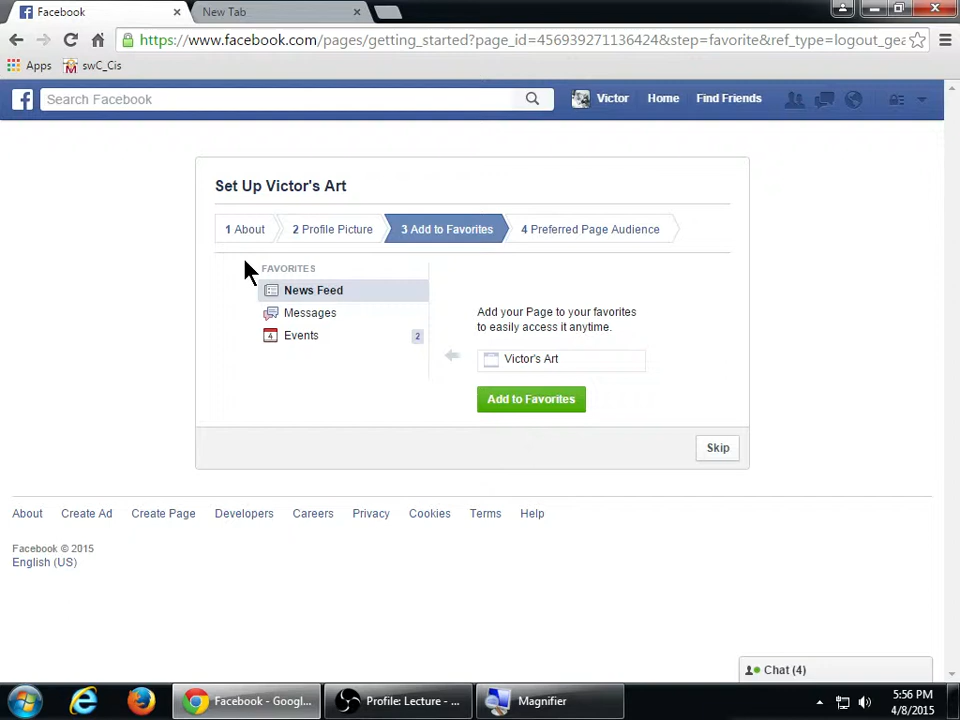 Facebook
New Tab
https://www.facebook.com/pages/getting_started?page_id=456939271136424&step=favorite&ref_type=logout_gea
Apps
swC_Cis
Search Facebook
Victor
Home
Find Friends
Set Up Victor's Art
1 About
2 Profile Picture
3 Add to Favorites
4 Preferred Page Audience
FAVORITES
News Feed
Messages
4
Events
2
Add your Page to your favorites
to easily access it anytime.
Victor's Art
Add to Favorites
Skip
About
Create Ad
Create Page
Developers
Careers
Privacy
Cookies
Terms
Help
Facebook © 2015
English (US)
Chat (4)
Facebook - Googl...
Profile: Lecture - ...
Magnifier
5:56 PM
4/8/2015